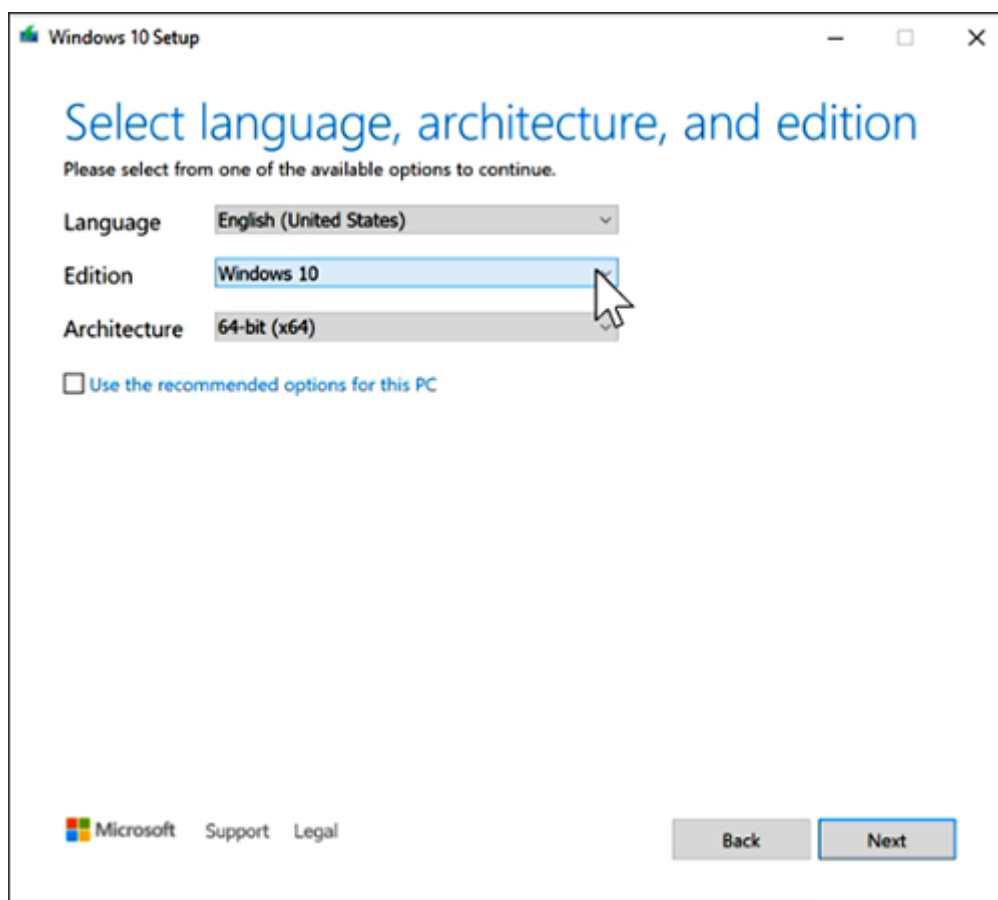 Windows 10 Setup
Select language, architecture, and edition
Please select from one of the available options to continue.
Language English (United States)
Edition Windows 10
Architecture 64-bit (x64)
Use the recommended options for this PC
Microsoft Support Legal Back Next